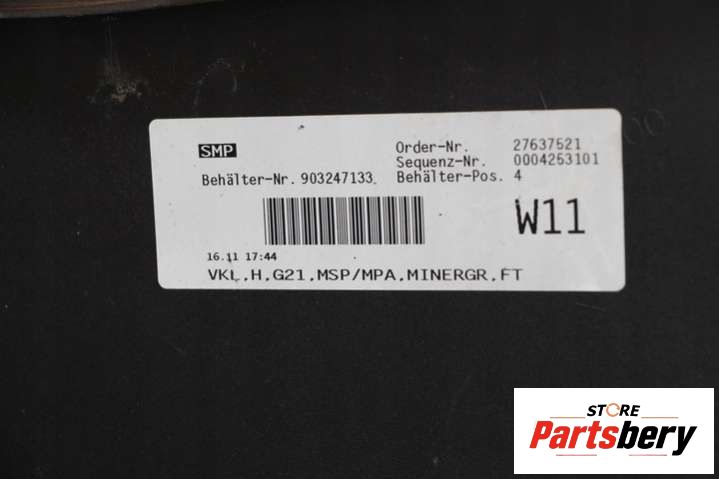 SMP
Order-Nr. 27637521
Sequenz-Nr. 0004253101
Behälter-Nr. 903247133
Behälter-Pos. 4
W11
16.11 17:44
VKL,H,G21,MSP/MPA,MINERGR,FT
STORE
Partsbery